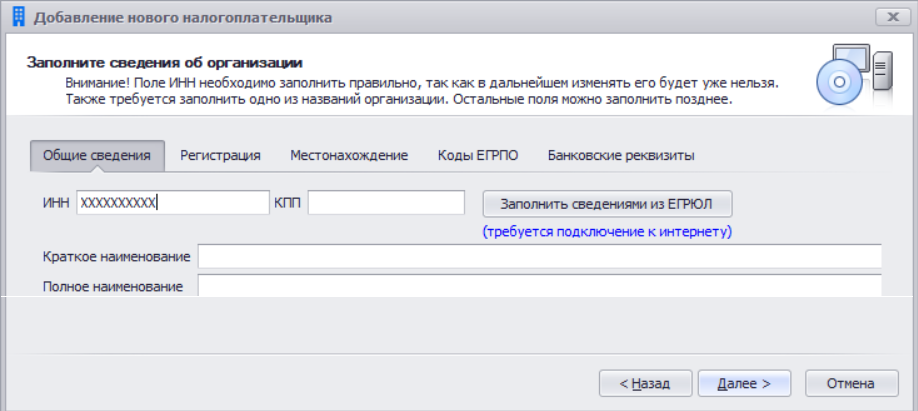 Добавление нового налогоплательщика
Заполните сведения об организации
Внимание! Поле ИНН необходимо заполнить правильно, так как в дальнейшем изменять его будет уже нельзя.
Также требуется заполнить одно из названий организации. Остальные поля можно заполнить позднее.
Общие сведения Регистрация Местонахождение Коды ЕГРПО Банковские реквизиты
ИНН XXXXXXXXXX КПП Заполнить сведениями из ЕГРЮЛ
(требуется подключение к интернету)
Краткое наименование
Полное наименование
< Назад Далее > Отмена